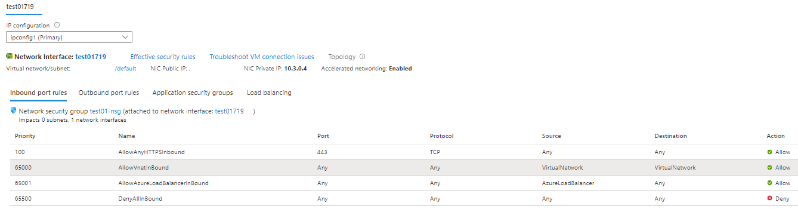 test01719
IP configuration
ipconfig1 (Primary)
Network Interface: test01719 Effective security rules Troubleshoot VM connection issues Topology
Virtual network/subnet: /default NIC Public IP: . NIC Private IP: 10.3.0.4 Accelerated networking: Enabled
Inbound port rules Outbound port rules Application security groups Load balancing
Network security group test01-nsg (attached to network interface: test01719 )
Impacts 0 subnets, 1 network interfaces
Priority Name Port Protocol Source Destination Action
100 AllowAnyHTTPSInbound 443 TCP Any Any Allow
65000 AllowVnetInBound Any Any VirtualNetwork VirtualNetwork Allow
65001 AllowAzureLoadBalancerInBound Any Any AzureLoadBalancer Any Allow
65500 DenyAllInBound Any Any Any Any Deny